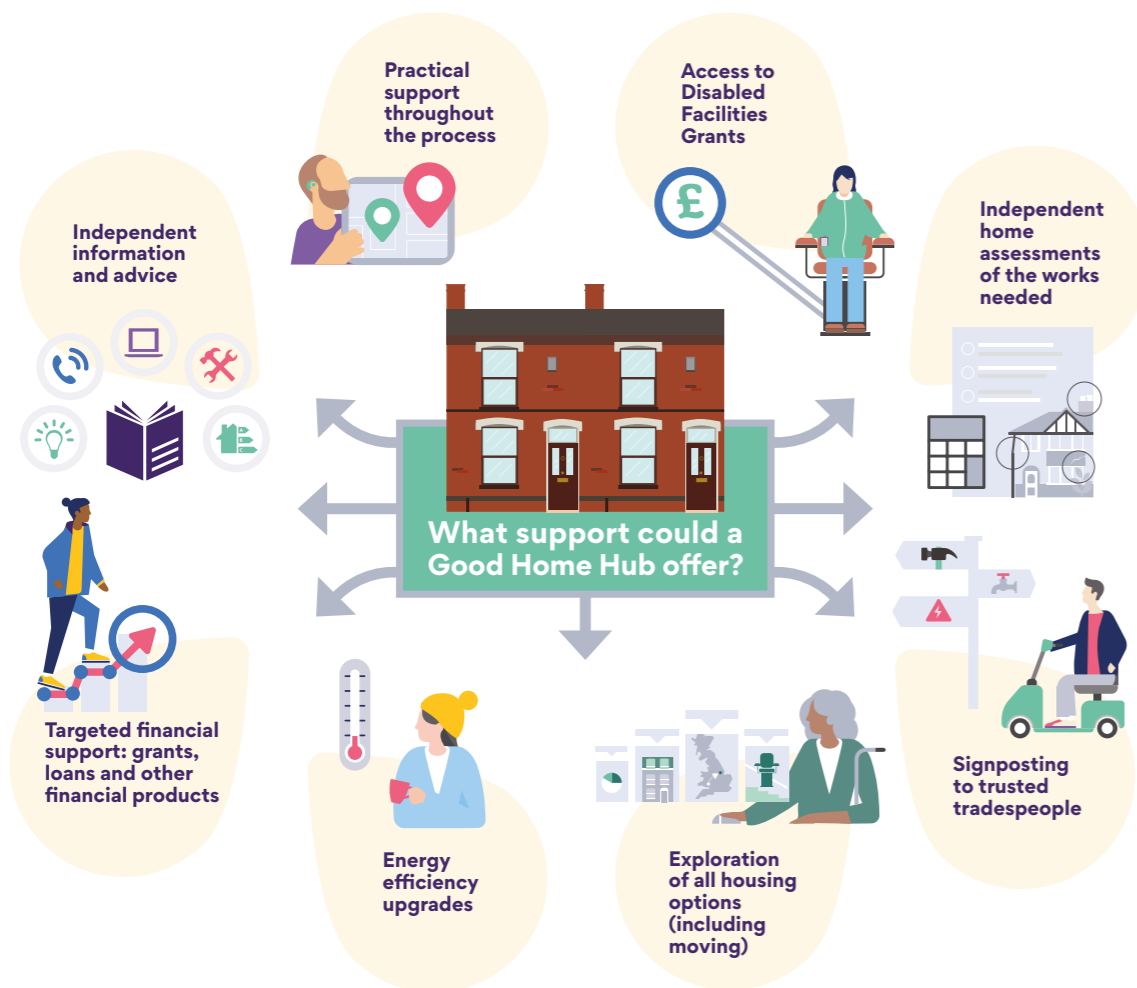 Practical
support
throughout
the process
Access to
Disabled
Facilities
Grants
Independent
information
and advice
Independent
home
assessments
of the works
needed
£
What support could a
Good Home Hub offer?
Targeted financial
support: grants,
loans and other
financial products
Signposting
to trusted
tradespeople
Energy
efficiency
upgrades
Exploration
of all housing
options
(including
moving)